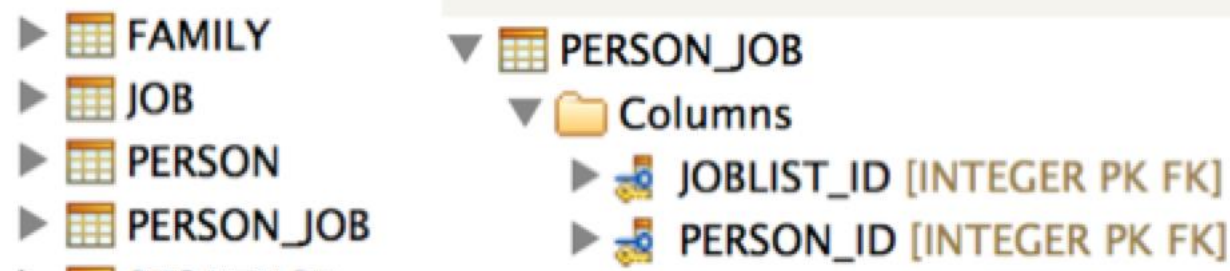 FAMILY
JOB
PERSON
PERSON_JOB
PERSON_JOB
Columns
JOBLIST_ID [INTEGER PK FK]
PERSON_ID [INTEGER PK FK]